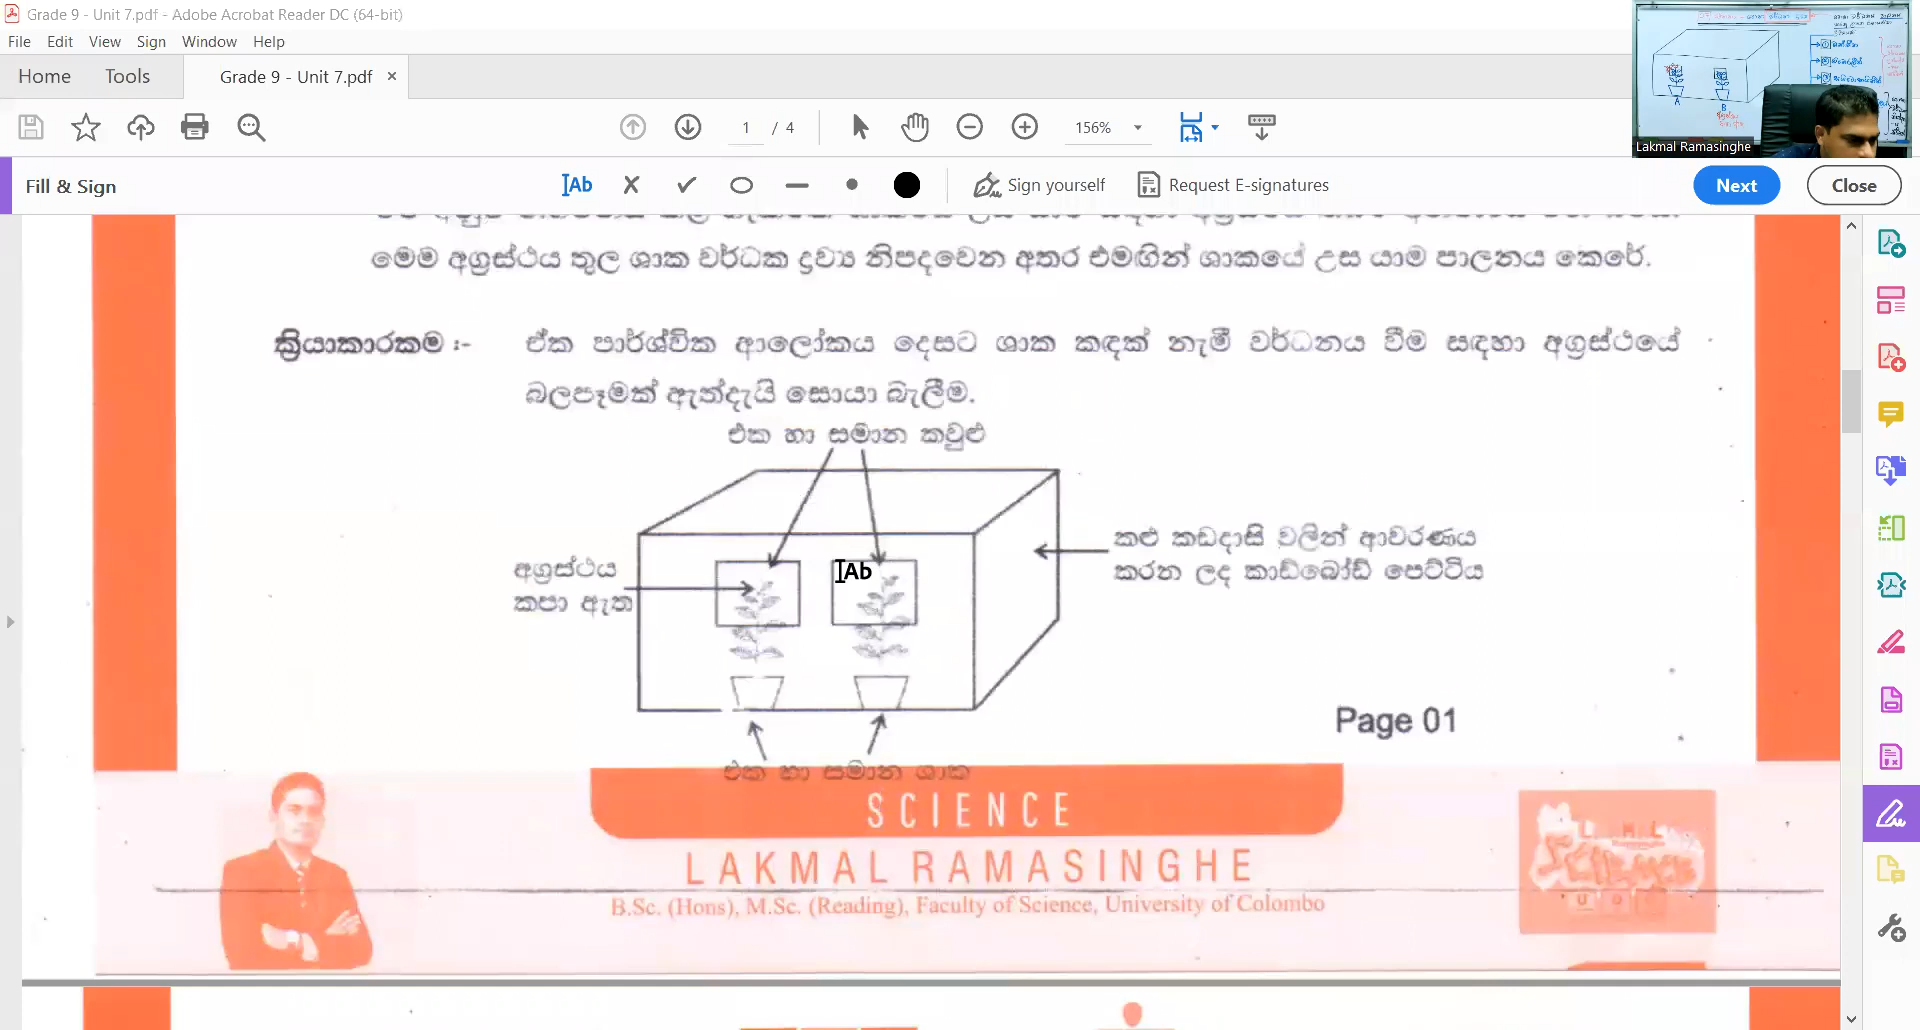 Grade 9 - Unit 7.pdf - Adobe Acrobat Reader DC (64-bit)
File Edit View Sign Window Help
Home Tools Grade 9 - Unit 7.pdf ×
1 / 4 156%
Fill & Sign Ab Sign yourself Request E-signatures Next Close
Lakmal Ramasinghe
මෙම අග්‍රස්ථය තුල ශාක වර්ධක ද්‍රව්‍ය නිපදවෙන අතර එමඟින් ශාකයේ උස යාම පාලනය කෙරේ.
ක්‍රියාකාරකම :- ඒක පාර්ශ්වික ආලෝකය දෙසට ශාක කඳක් නැමී වර්ධනය වීම සඳහා අග්‍රස්ථයේ
බලපෑමක් ඇත්දැයි සොයා බැලීම.
එක හා සමාන කවුළු
කළු කඩදාසි වලින් ආවරණය
කරන ලද කාඩ්බෝඩ් පෙට්ටිය
අග්‍රස්ථය
කපා ඇත
Ab
A
B
Page 01
එක හා සමාන ශාක
SCIENCE
LAKMAL RAMASINGHE
B.Sc. (Hons), M.Sc. (Reading), Faculty of Science, University of Colombo
Science
U O C